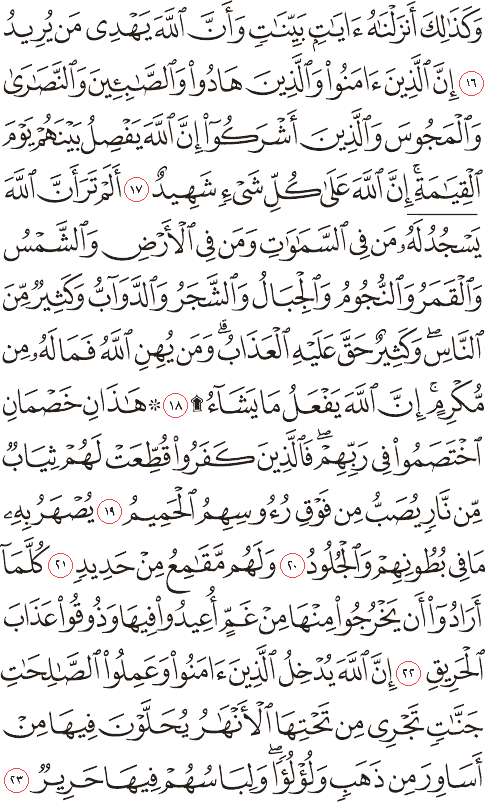 وَكَذَٰلِكَ أَنزَلۡنَٰهُ ءَايَٰتِۭ بَيِّنَٰتٖ وَأَنَّ ٱللَّهَ يَهۡدِي مَن يُرِيدُ
١٦ إِنَّ ٱلَّذِينَ ءَامَنُواْ وَٱلَّذِينَ هَادُواْ وَٱلصَّٰبِـِٔينَ وَٱلنَّصَٰرَىٰ
وَٱلۡمَجُوسَ وَٱلَّذِينَ أَشۡرَكُوٓاْ إِنَّ ٱللَّهَ يَفۡصِلُ بَيۡنَهُمۡ يَوۡمَ
ٱلۡقِيَٰمَةِۚ إِنَّ ٱللَّهَ عَلَىٰ كُلِّ شَيۡءٖ شَهِيدٌ ١٧ أَلَمۡ تَرَ أَنَّ ٱللَّهَ
يَسۡجُدُۤ لَهُۥۤ مَن فِي ٱلسَّمَٰوَٰتِ وَمَن فِي ٱلۡأَرۡضِ وَٱلشَّمۡسُ
وَٱلۡقَمَرُ وَٱلنُّجُومُ وَٱلۡجِبَالُ وَٱلشَّجَرُ وَٱلدَّوَآبُّ وَكَثِيرٞ مِّنَ
ٱلنَّاسِۖ وَكَثِيرٌ حَقَّ عَلَيۡهِ ٱلۡعَذَابُۗ وَمَن يُهِنِ ٱللَّهُ فَمَا لَهُۥ مِن
مُّكۡرِمٍۚ إِنَّ ٱللَّهَ يَفۡعَلُ مَا يَشَآءُ ۩ ١٨ ۞ هَٰذَانِ خَصۡمَانِ
ٱخۡتَصَمُواْ فِي رَبِّهِمۡۖ فَٱلَّذِينَ كَفَرُواْ قُطِّعَتۡ لَهُمۡ ثِيَابٞ
مِّن نَّارٖ يُصَبُّ مِن فَوۡقِ رُءُوسِهِمُ ٱلۡحَمِيمُ ١٩ يُصۡهَرُ بِهِۦ
مَا فِي بُطُونِهِمۡ وَٱلۡجُلُودُ ٢٠ وَلَهُم مَّقَٰمِعُ مِنۡ حَدِيدٖ ٢١ كُلَّمَآ
أَرَادُوٓاْ أَن يَخۡرُجُواْ مِنۡهَا مِنۡ غَمٍّ أُعِيدُواْ فِيهَا وَذُوقُواْ عَذَابَ
ٱلۡحَرِيقِ ٢٢ إِنَّ ٱللَّهَ يُدۡخِلُ ٱلَّذِينَ ءَامَنُواْ وَعَمِلُواْ ٱلصَّٰلِحَٰتِ
جَنَّٰتٖ تَجۡرِي مِن تَحۡتِهَا ٱلۡأَنۡهَٰرُ يُحَلَّوۡنَ فِيهَا مِنۡ
أَسَاوِرَ مِن ذَهَبٖ وَلُؤۡلُؤٗاۖ وَلِبَاسُهُمۡ فِيهَا حَرِيرٞ ٢٣